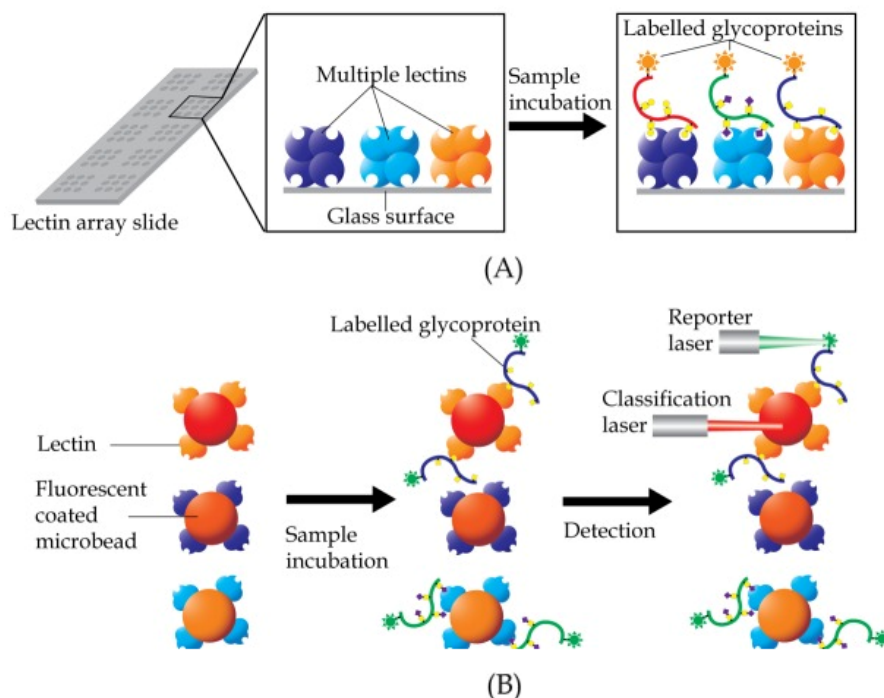 Labelled glycoproteins
Multiple lectins
Sample
incubation
Glass surface
Lectin array slide
(A)
Labelled glycoprotein
Reporter
laser
Classification
laser
Lectin
Fluorescent
coated
microbead
Sample
incubation
Detection
(B)